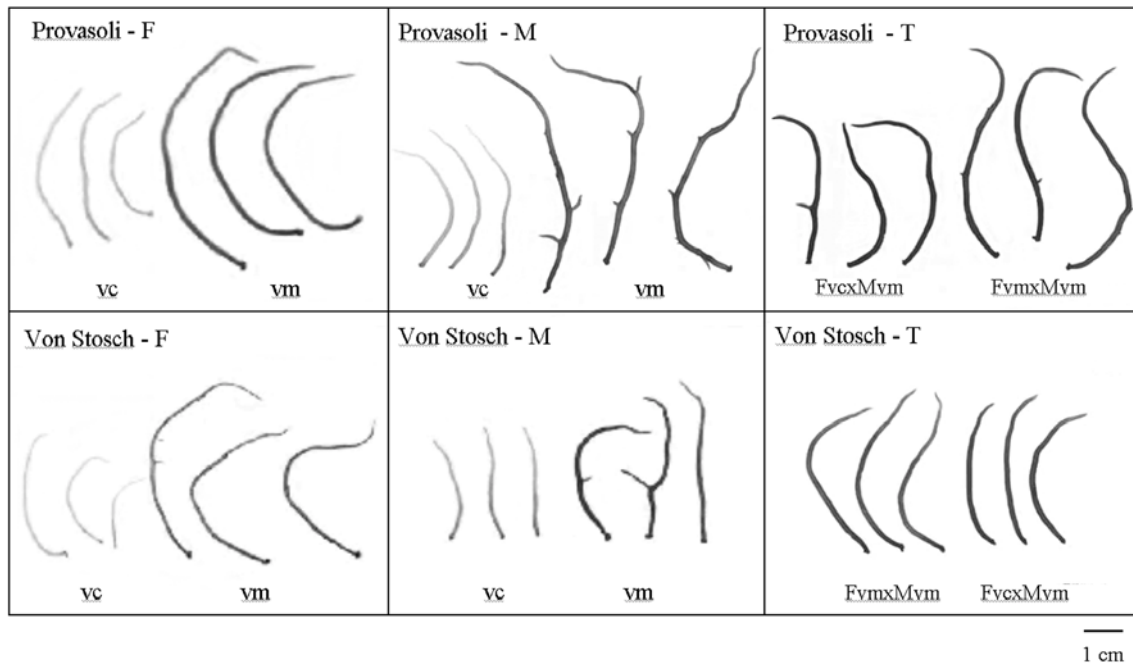 Provasoli - F
vc vm
Provasoli - M
vc vm
Provasoli - T
FvcxMvm FvmxMvm
Von Stosch - F
vc vm
Von Stosch - M
vc vm
Von Stosch - T
FvmxMvm FvcxMvm
1 cm